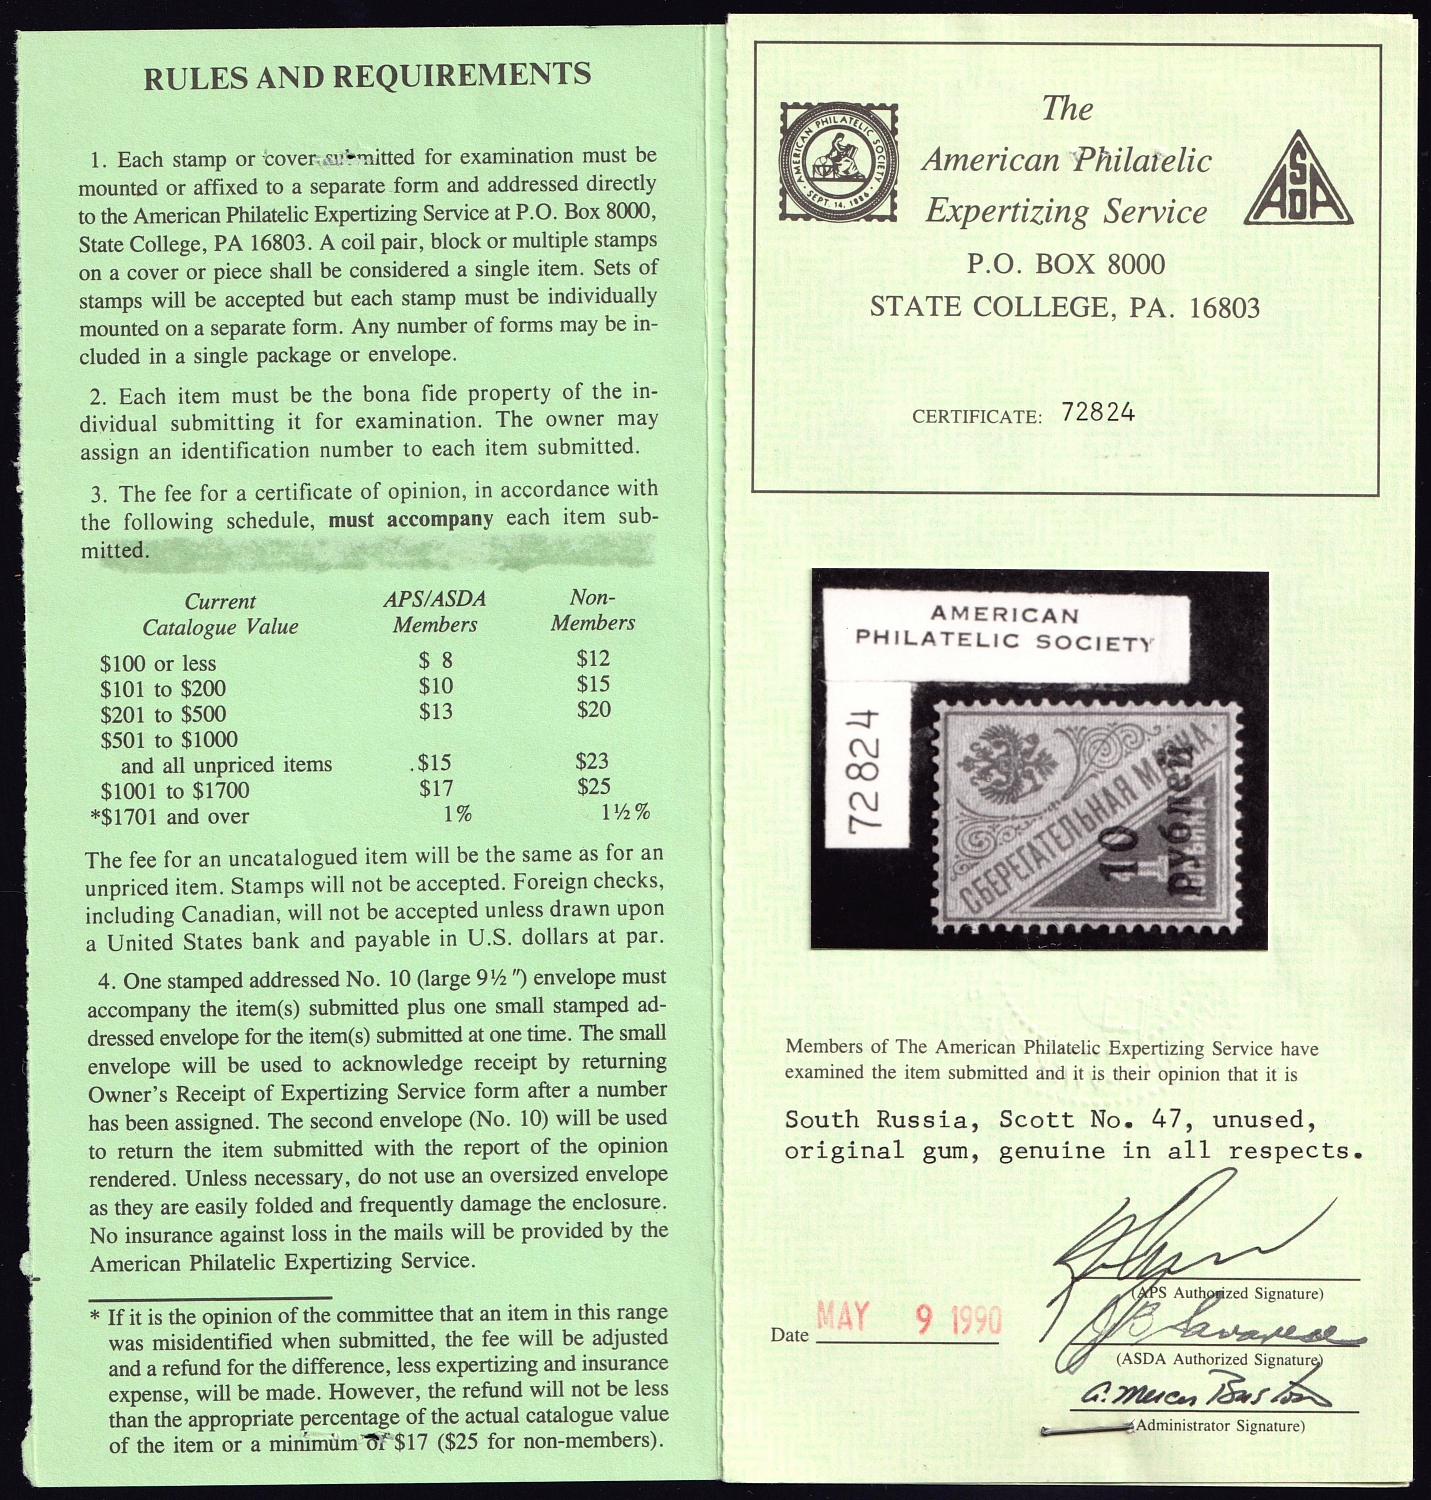 RULES AND REQUIREMENTS
1. Each stamp or cover submitted for examination must be
mounted or affixed to a separate form and addressed directly
to the American Philatelic Expertizing Service at P.O. Box 8000,
State College, PA 16803. A coil pair, block or multiple stamps
on a cover or piece shall be considered a single item. Sets of
stamps will be accepted but each stamp must be individually
mounted on a separate form. Any number of forms may be in-
cluded in a single package or envelope.
2. Each item must be the bona fide property of the in-
dividual submitting it for examination. The owner may
assign an identification number to each item submitted.
3. The fee for a certificate of opinion, in accordance with
the following schedule, must accompany each item sub-
mitted.
Current APS/ASDA Non-
Catalogue Value Members Members
$100 or less $ 8 $12
$101 to $200 $10 $15
$201 to $500 $13 $20
$501 to $1000
and all unpriced items .$15 $23
$1001 to $1700 $17 $25
*$1701 and over 1% 1½%
The fee for an uncatalogued item will be the same as for an
unpriced item. Stamps will not be accepted. Foreign checks,
including Canadian, will not be accepted unless drawn upon
a United States bank and payable in U.S. dollars at par.
4. One stamped addressed No. 10 (large 9½") envelope must
accompany the item(s) submitted plus one small stamped ad-
dressed envelope for the item(s) submitted at one time. The small
envelope will be used to acknowledge receipt by returning
Owner's Receipt of Expertizing Service form after a number
has been assigned. The second envelope (No. 10) will be used
to return the item submitted with the report of the opinion
rendered. Unless necessary, do not use an oversized envelope
as they are easily folded and frequently damage the enclosure.
No insurance against loss in the mails will be provided by the
American Philatelic Expertizing Service.
* If it is the opinion of the committee that an item in this range
was misidentified when submitted, the fee will be adjusted
and a refund for the difference, less expertizing and insurance
expense, will be made. However, the refund will not be less
than the appropriate percentage of the actual catalogue value
of the item or a minimum of $17 ($25 for non-members).
AMERICAN PHILATELIC SOCIETY
· SEPT. 14. 1886 ·
The
American Philatelic
Expertizing Service
P.O. BOX 8000
STATE COLLEGE, PA. 16803
ASDA
CERTIFICATE: 72824
AMERICAN
PHILATELIC SOCIETY
72824
СБЕРЕГАТЕЛЬНАЯ МАРКА
1
10
рублей
Members of The American Philatelic Expertizing Service have
examined the item submitted and it is their opinion that it is
South Russia, Scott No. 47, unused,
original gum, genuine in all respects.
(APS Authorized Signature)
Date MAY 9 1990
(ASDA Authorized Signature)
(Administrator Signature)